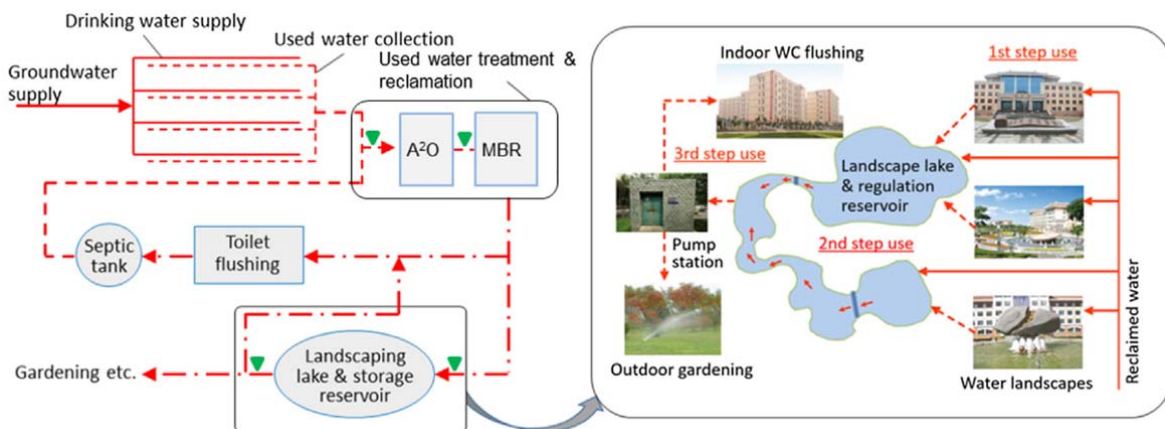 Drinking water supply
Used water collection
Used water treatment &
reclamation
Groundwater
supply
A²O
MBR
Septic
tank
Toilet
flushing
Landscaping
lake & storage
reservoir
Gardening etc.
Indoor WC flushing
1st step use
3rd step use
Landscape lake
& regulation
reservoir
Pump
station
2nd step use
Outdoor gardening
Water landscapes
Reclaimed water